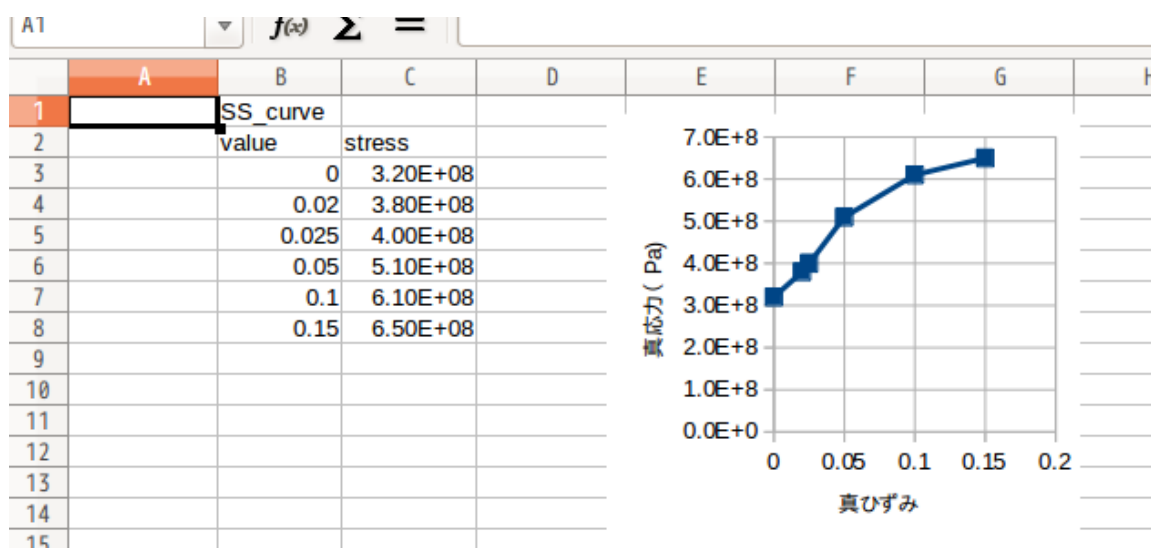 A1 f(x) Σ =
A B C D E F G H
1 SS_curve
2 value stress
3 0 3.20E+08
4 0.02 3.80E+08
5 0.025 4.00E+08
6 0.05 5.10E+08
7 0.1 6.10E+08
8 0.15 6.50E+08
9
10
11
12
13
14
15
7.0E+8
6.0E+8
5.0E+8
4.0E+8
3.0E+8
2.0E+8
1.0E+8
0.0E+0
真応力( Pa)
0 0.05 0.1 0.15 0.2
真ひずみ